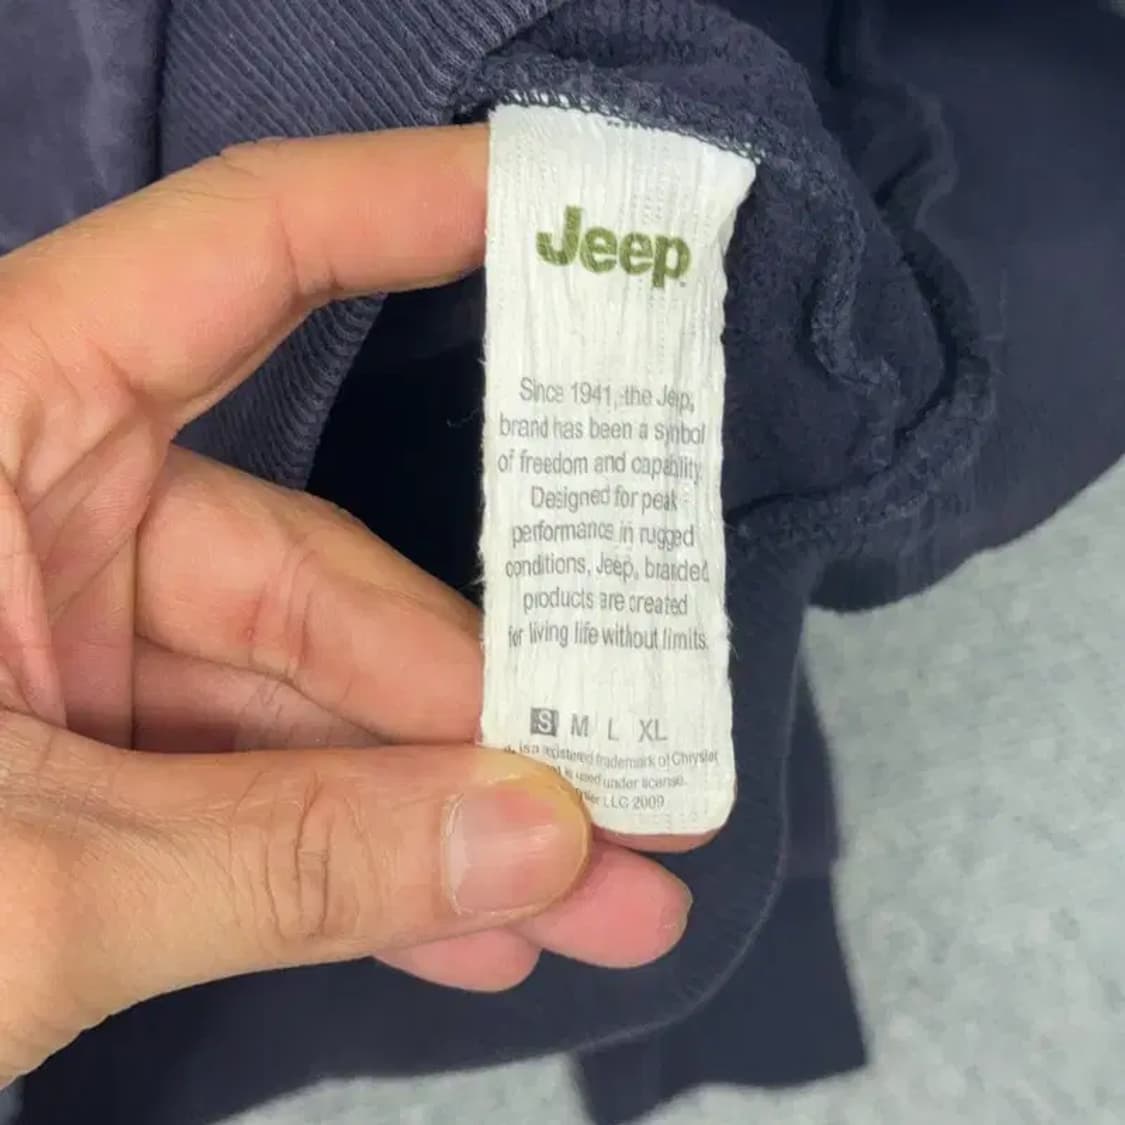 Jeep
Since 1941, the Jeep,
brand has been a symbol
of freedom and capability.
Designed for peak
performance in rugged
conditions, Jeep, branded
products are created
for living life without limits.
S M L XL
is a registered trademark of Chrysler
is used under license.
LLC 2009